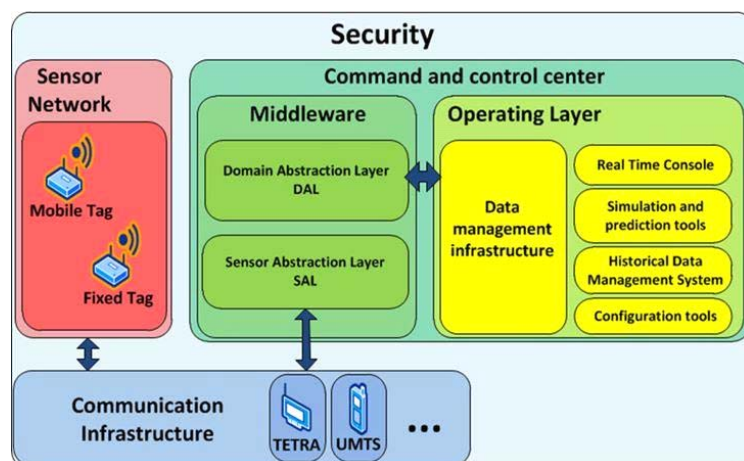 Security
Sensor
Network
Mobile Tag
Fixed Tag
Command and control center
Middleware
Domain Abstraction Layer
DAL
Sensor Abstraction Layer
SAL
Operating Layer
Data
management
infrastructure
Real Time Console
Simulation and
prediction tools
Historical Data
Management System
Configuration tools
Communication
Infrastructure
TETRA
UMTS
...